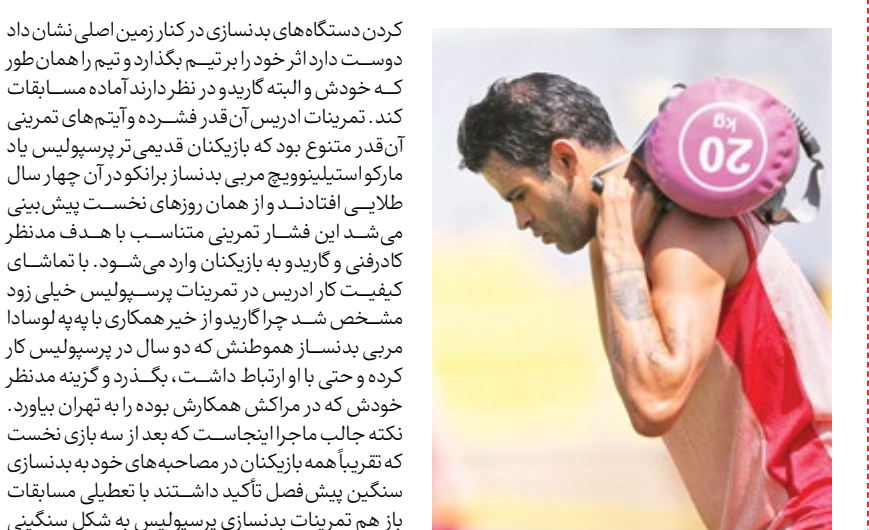 کردن دستگاه‌های بدنسازی در کنار زمین اصلی نشان داد
دوست دارد اثر خود را بر تیم بگذارد و تیم را همان‌طور
که خودش و البته گاریدو در نظر دارند آماده مسابقات
کند. تمرینات ادریس آن‌قدر فشرده و آیتم‌های تمرینی
آن‌قدر متنوع بود که بازیکنان قدیمی‌تر پرسپولیس یاد
مارکو استیلینوویچ مربی بدنساز برانکو در آن چهار سال
طلایی افتادند و از همان روزهای نخست پیش‌بینی
می‌شد این فشار تمرینی متناسب با هدف مدنظر
کادرفنی و گاریدو به بازیکنان وارد می‌شود. با تماشای
کیفیت کار ادریس در تمرینات پرسپولیس خیلی زود
مشخص شد چرا گاریدو از خیر همکاری با په‌په لوسادا
مربی بدنساز هموطنش که دو سال در پرسپولیس کار
کرده و حتی با او ارتباط داشت، بگذرد و گزینه مدنظر
خودش که در مراکش همکارش بوده را به تهران بیاورد.
نکته جالب ماجرا اینجاست که بعد از سه بازی نخست
که تقریباً همه بازیکنان در مصاحبه‌های خود به بدنسازی
سنگین پیش‌فصل تأکید داشتند با تعطیلی مسابقات
باز هم تمرینات بدنسازی پرسپولیس به شکل سنگینی
20
kg